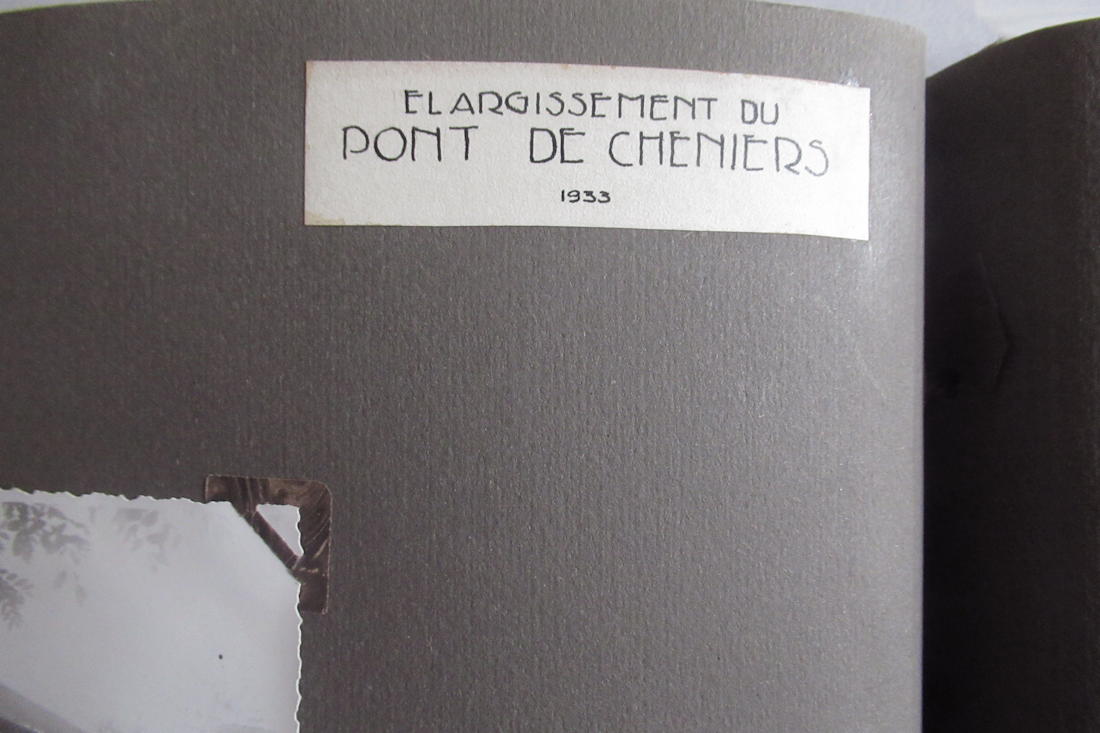 ELARGISSEMENT DU
PONT DE CHENIERS
1933